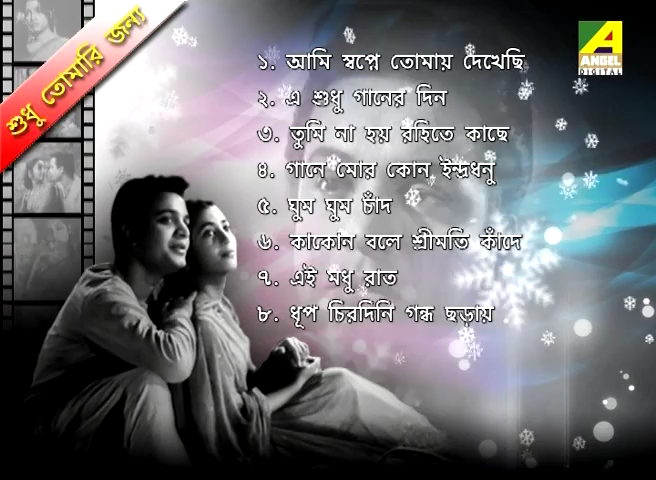 শুধু তোমারি জন্য
A
ANGEL
DIGITAL
১. আমি স্বপ্নে তোমায় দেখেছি
২. এ শুধু গানের দিন
৩. তুমি না হয় রহিতে কাছে
৪. গানে মোর কোন্ ইন্দ্রধনু
৫. ঘুম ঘুম চাঁদ
৬. কাকোন বলে শ্রীমতি কাঁদে
৭. এই মধু রাত
৮. ধূপ চিরদিনি গন্ধ ছড়ায়